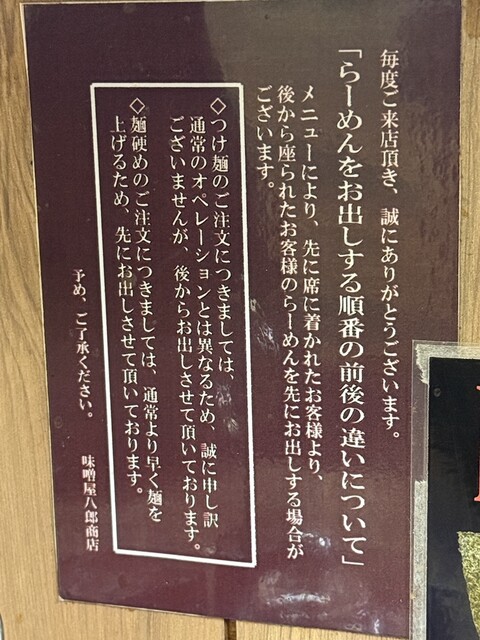 毎度ご来店頂き、誠にありがとうございます。
「らーめんをお出しする順番の前後の違いについて」
メニューにより、先に席に着かれたお客様より、
後から座られたお客様のらーめんを先にお出しする場合が
ございます。
◇つけ麺のご注文につきましては、
通常のオペレーションとは異なるため、誠に申し訳
ございませんが、後からお出しさせて頂いております。
◇麺硬めのご注文につきましては、通常より早く麺を
上げるため、先にお出しさせて頂いております。
予め、ご了承ください。
味噌屋八郎商店